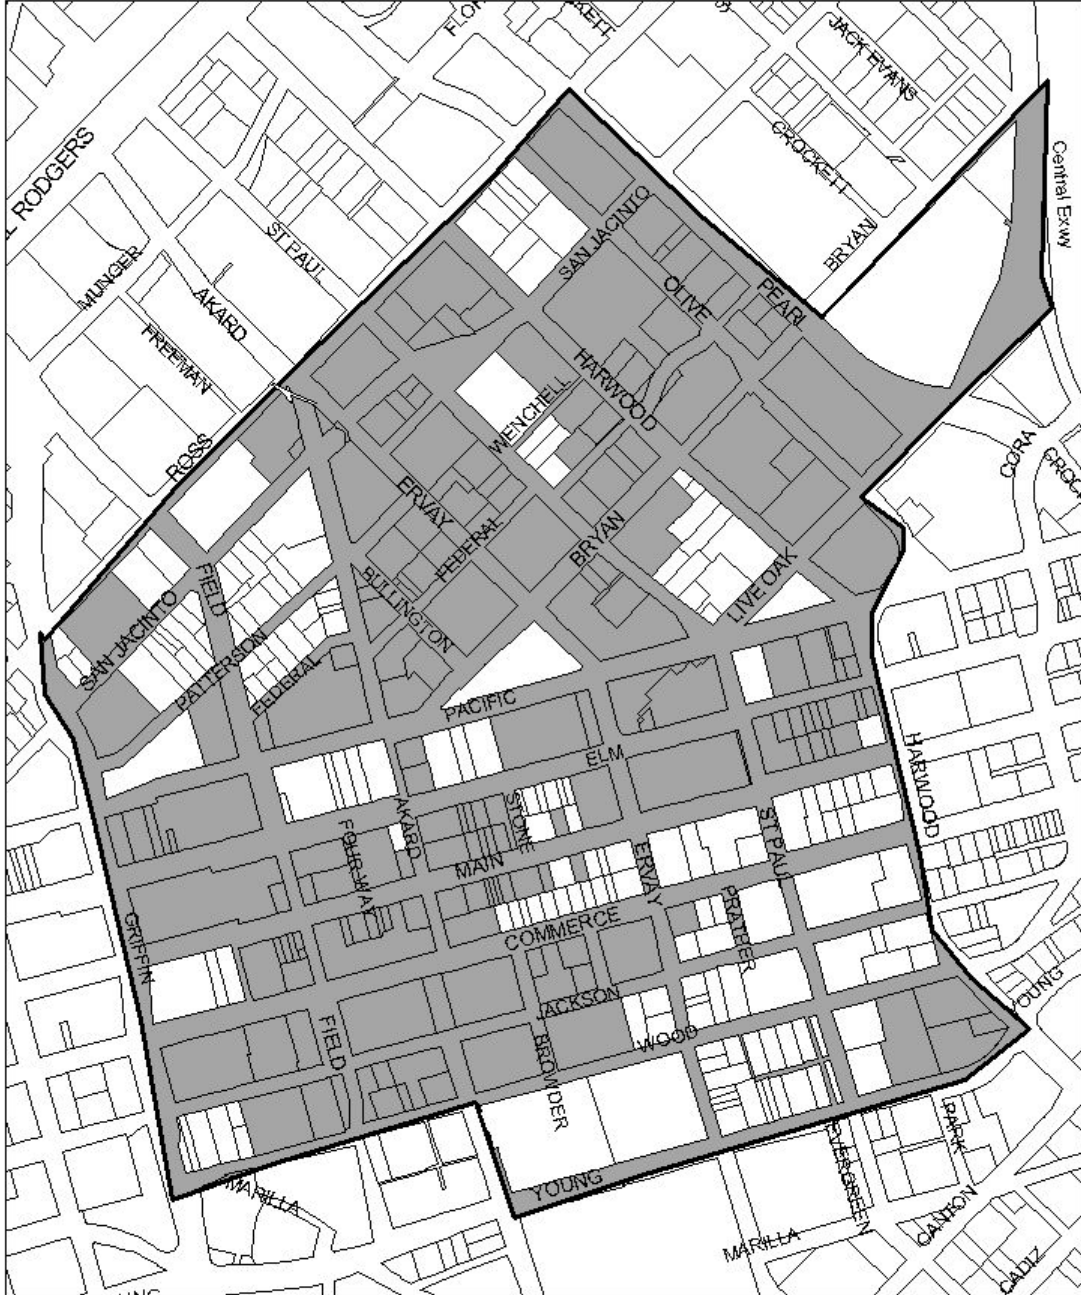 JACK EVANS
CROCKETT
Central Exwy
L RODGERS
ST PAUL
MUNGER
AKARD
FREEMAN
SAN JACINTO
BRYAN
OLIVE
PEARL
HARWOOD
WENCHELL
ROSS
CORA
ERVAY
FEDERAL
BRYAN
BULLINGTON
LIVE OAK
FIELD
SAN JACINTO
PATTERSON
FEDERAL
PACIFIC
ELM
HARWOOD
STONE
AKARD
FOUR WAY
MAIN
ST PAUL
ERVAY
PRATHER
COMMERCE
GRIFFIN
JACKSON
YOUNG
FIELD
WOOD
BROWDER
PARK
EVERGREEN
YOUNG
MARILLA
CANTON
MARILLA
CADIZ